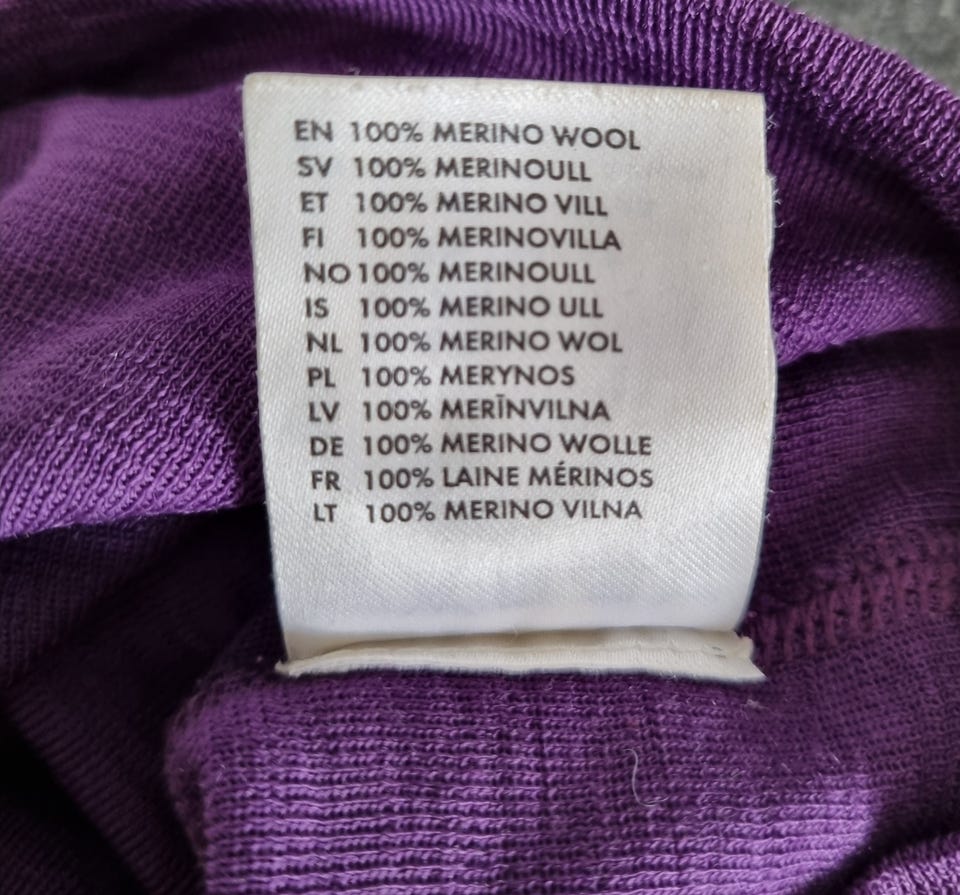 EN 100% MERINO WOOL
SV 100% MERINOULL
ET 100% MERINO VILL
FI 100% MERINOVILLA
NO 100% MERINOULL
IS 100% MERINO ULL
NL 100% MERINO WOL
PL 100% MERYNOS
LV 100% MERĪNVILNA
DE 100% MERINO WOLLE
FR 100% LAINE MÉRINOS
LT 100% MERINO VILNA